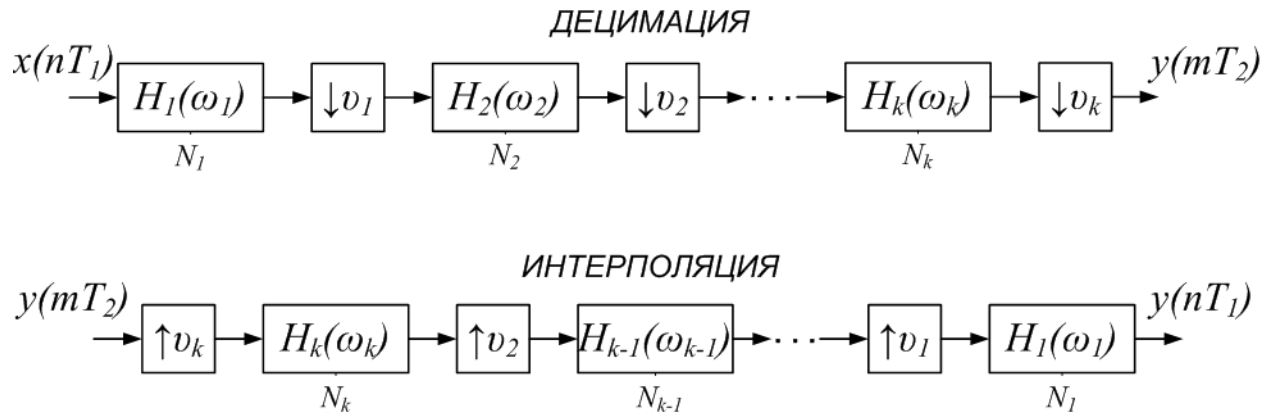 ДЕЦИМАЦИЯ
x(nT₁) H₁(ω₁) ↓υ₁ H₂(ω₂) ↓υ₂ ··· Hₖ(ωₖ) ↓υₖ y(mT₂)
N₁ N₂ Nₖ
ИНТЕРПОЛЯЦИЯ
y(mT₂) ↑υₖ Hₖ(ωₖ) ↑υ₂ Hₖ₋₁(ωₖ₋₁) ··· ↑υ₁ H₁(ω₁) y(nT₁)
Nₖ Nₖ₋₁ N₁